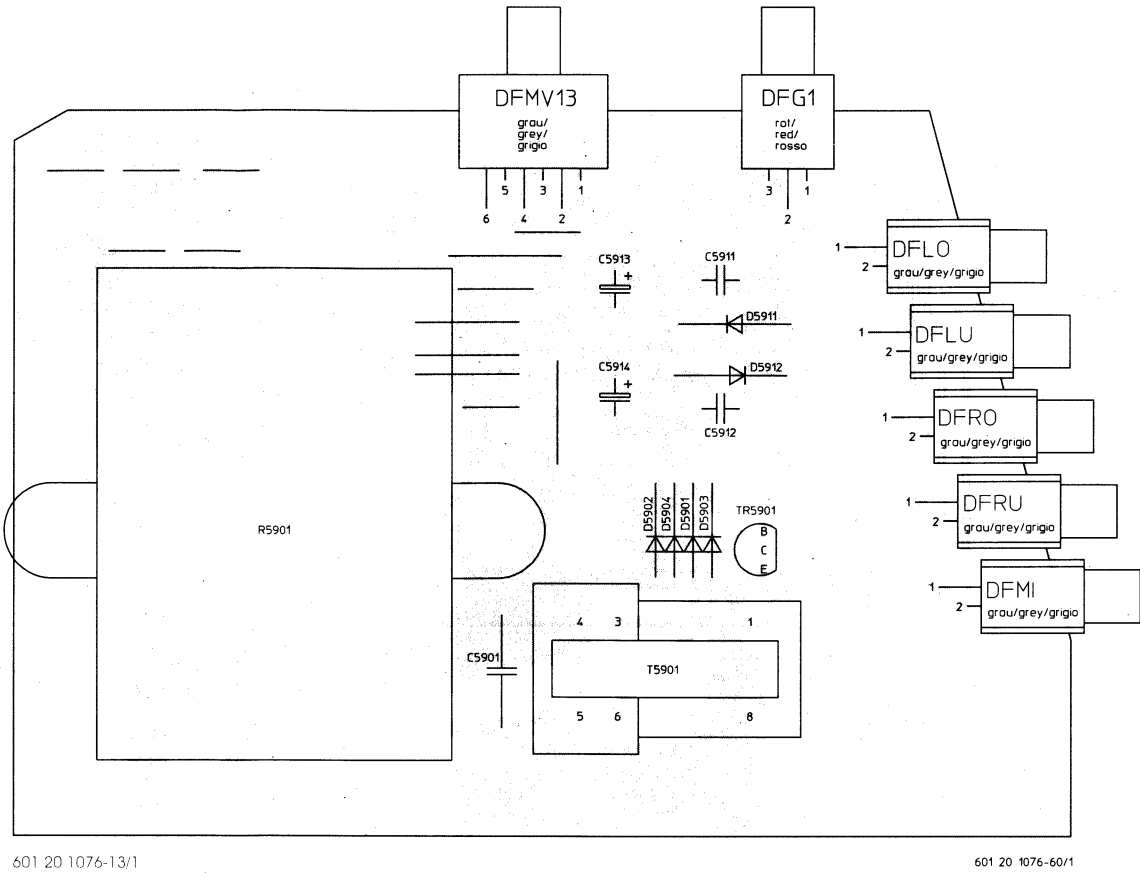 DFMV13
grau/
grey/
grigio
6 5 4 3 2 1
DFG1
rot/
red/
rosso
3 2 1
1
2
DFLO
grau/grey/grigio
C5913
+
C5911
D5911
1
2
DFLU
grau/grey/grigio
C5914
+
D5912
C5912
1
2
DFRO
grau/grey/grigio
R5901
D5902
D5904
D5901
D5903
TR5901
B
C
E
1
2
DFRU
grau/grey/grigio
1
2
DFMI
grau/grey/grigio
C5901
4 3 1
T5901
5 6 8
601 20 1076-13/1
601 20 1076-60/1